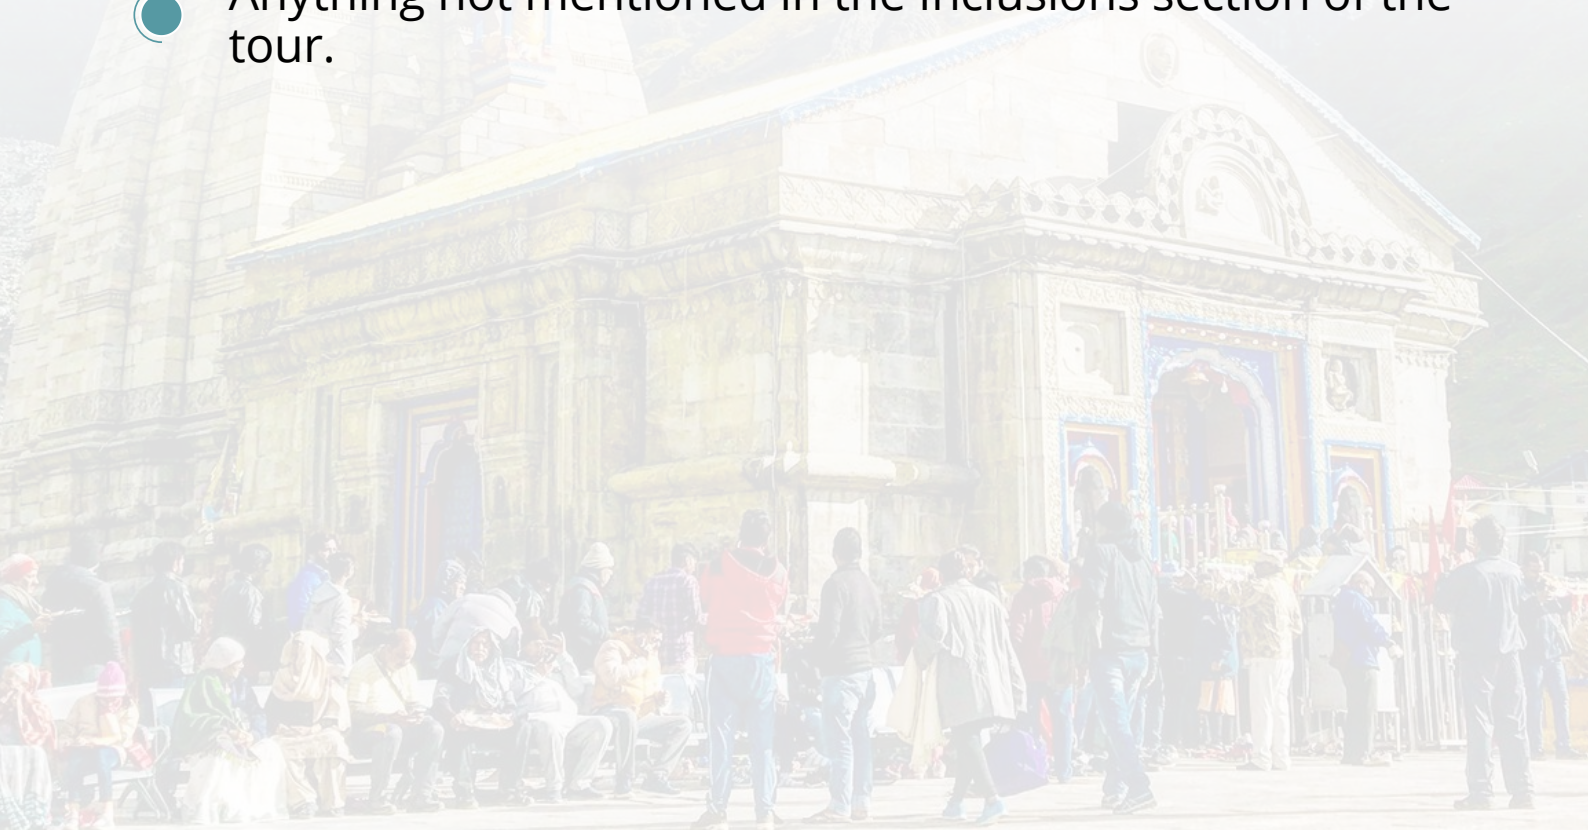 Anything not mentioned in the Inclusions section of the
tour.